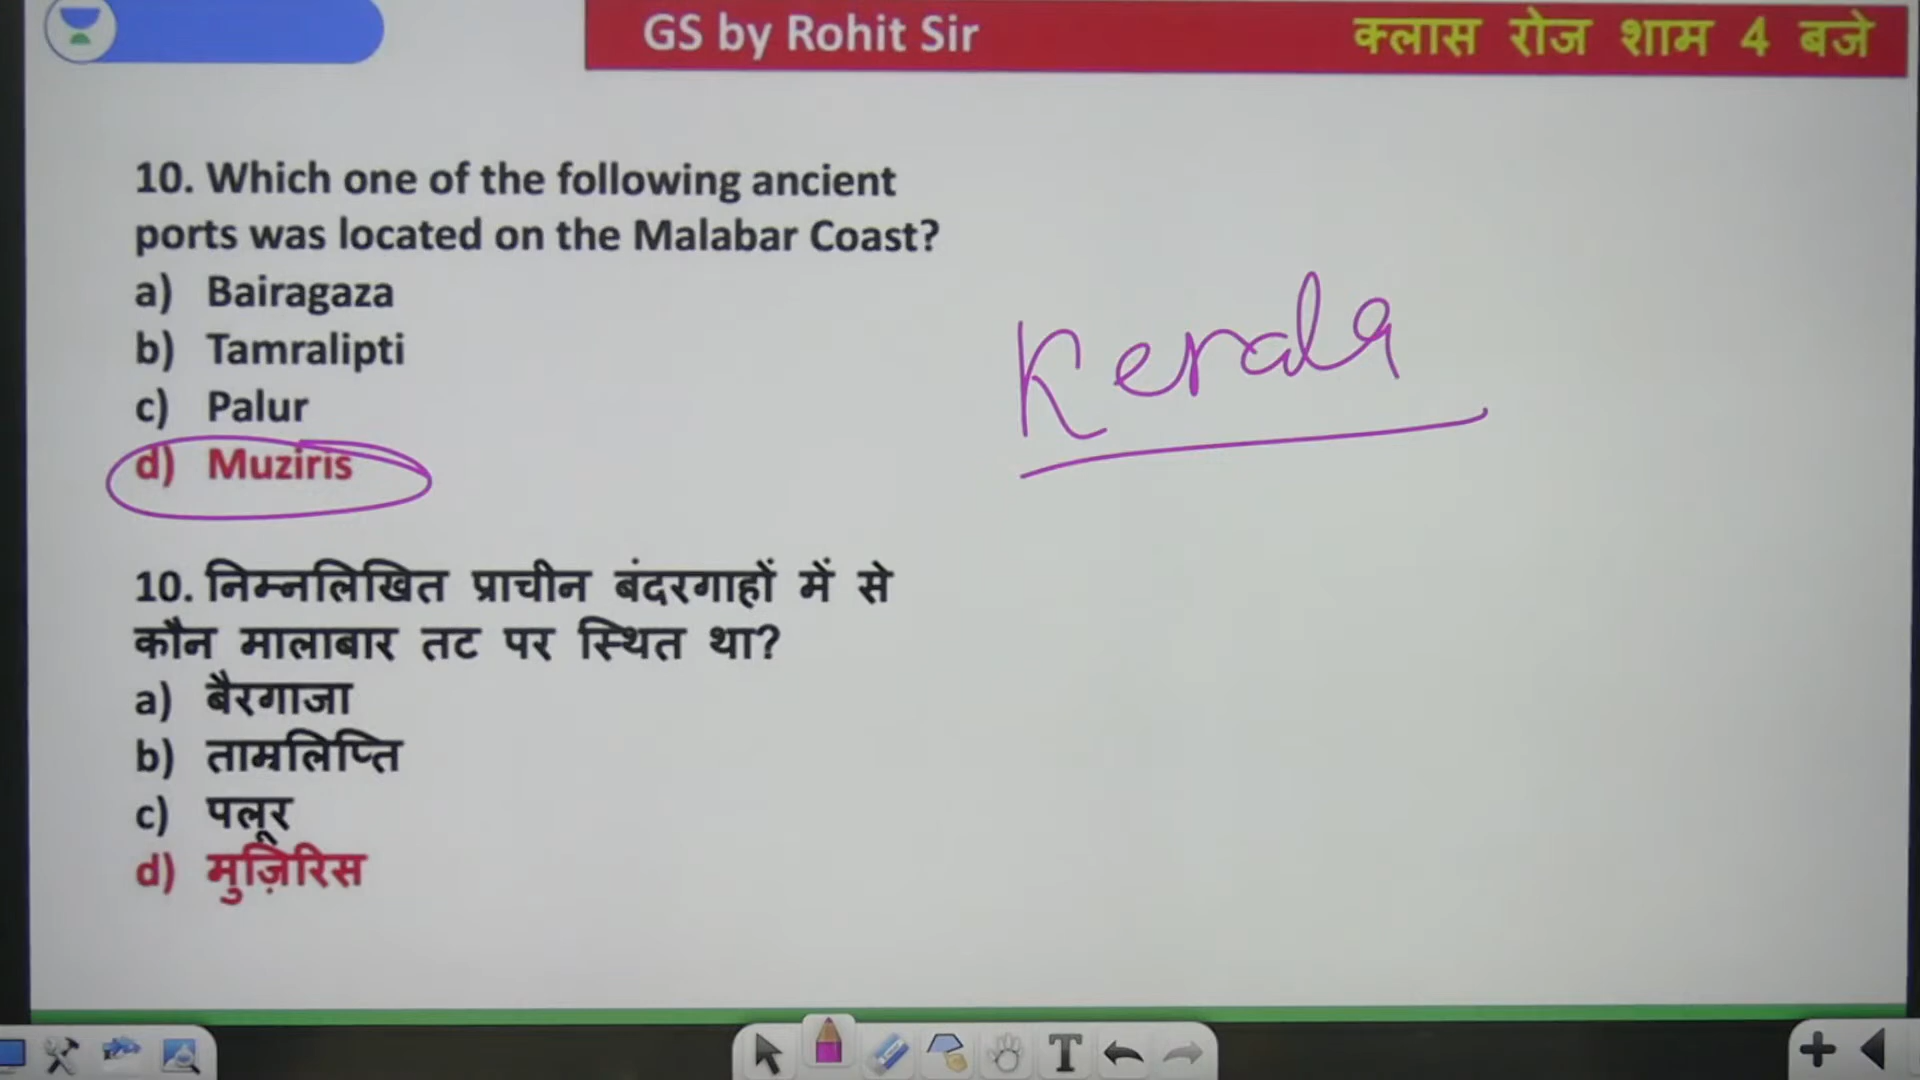 GS by Rohit Sir
क्लास रोज शाम 4 बजे
10. Which one of the following ancient
ports was located on the Malabar Coast?
a) Bairagaza
b) Tamralipti
c) Palur
d) Muziris
Kerala
10. निम्नलिखित प्राचीन बंदरगाहों में से
कौन मालाबार तट पर स्थित था?
a) बैरगाजा
b) ताम्रलिप्ति
c) पलूर
d) मुज़िरिस
T